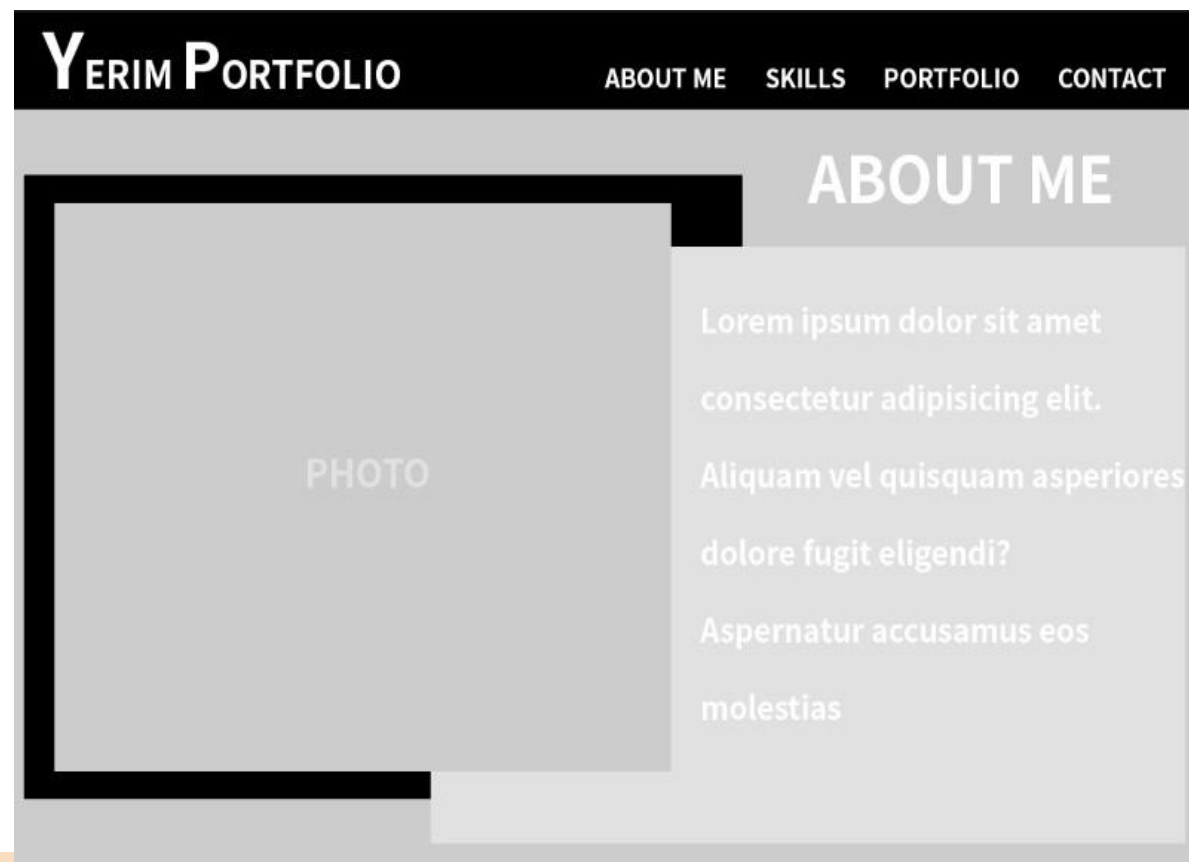 YERIM PORTFOLIO
ABOUT ME SKILLS PORTFOLIO CONTACT
ABOUT ME
PHOTO
Lorem ipsum dolor sit amet
consectetur adipisicing elit.
Aliquam vel quisquam asperiores
dolore fugit eligendi?
Aspernatur accusamus eos
molestias